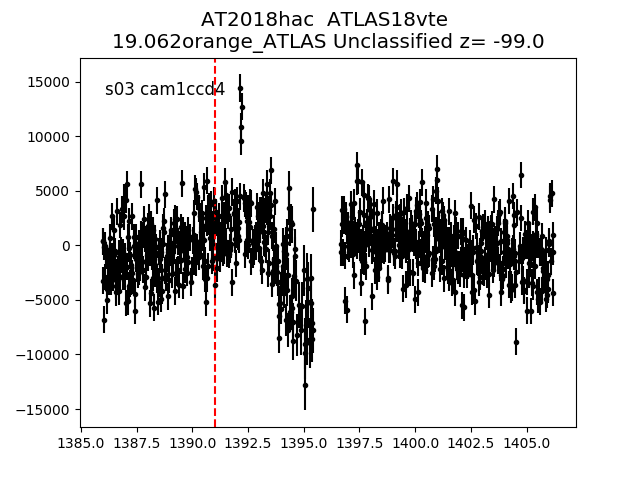 AT2018hac  ATLAS18vte
19.062orange_ATLAS Unclassified z= -99.0
s03 cam1ccd4
15000
10000
5000
0
−5000
−10000
−15000
1385.0 1387.5 1390.0 1392.5 1395.0 1397.5 1400.0 1402.5 1405.0